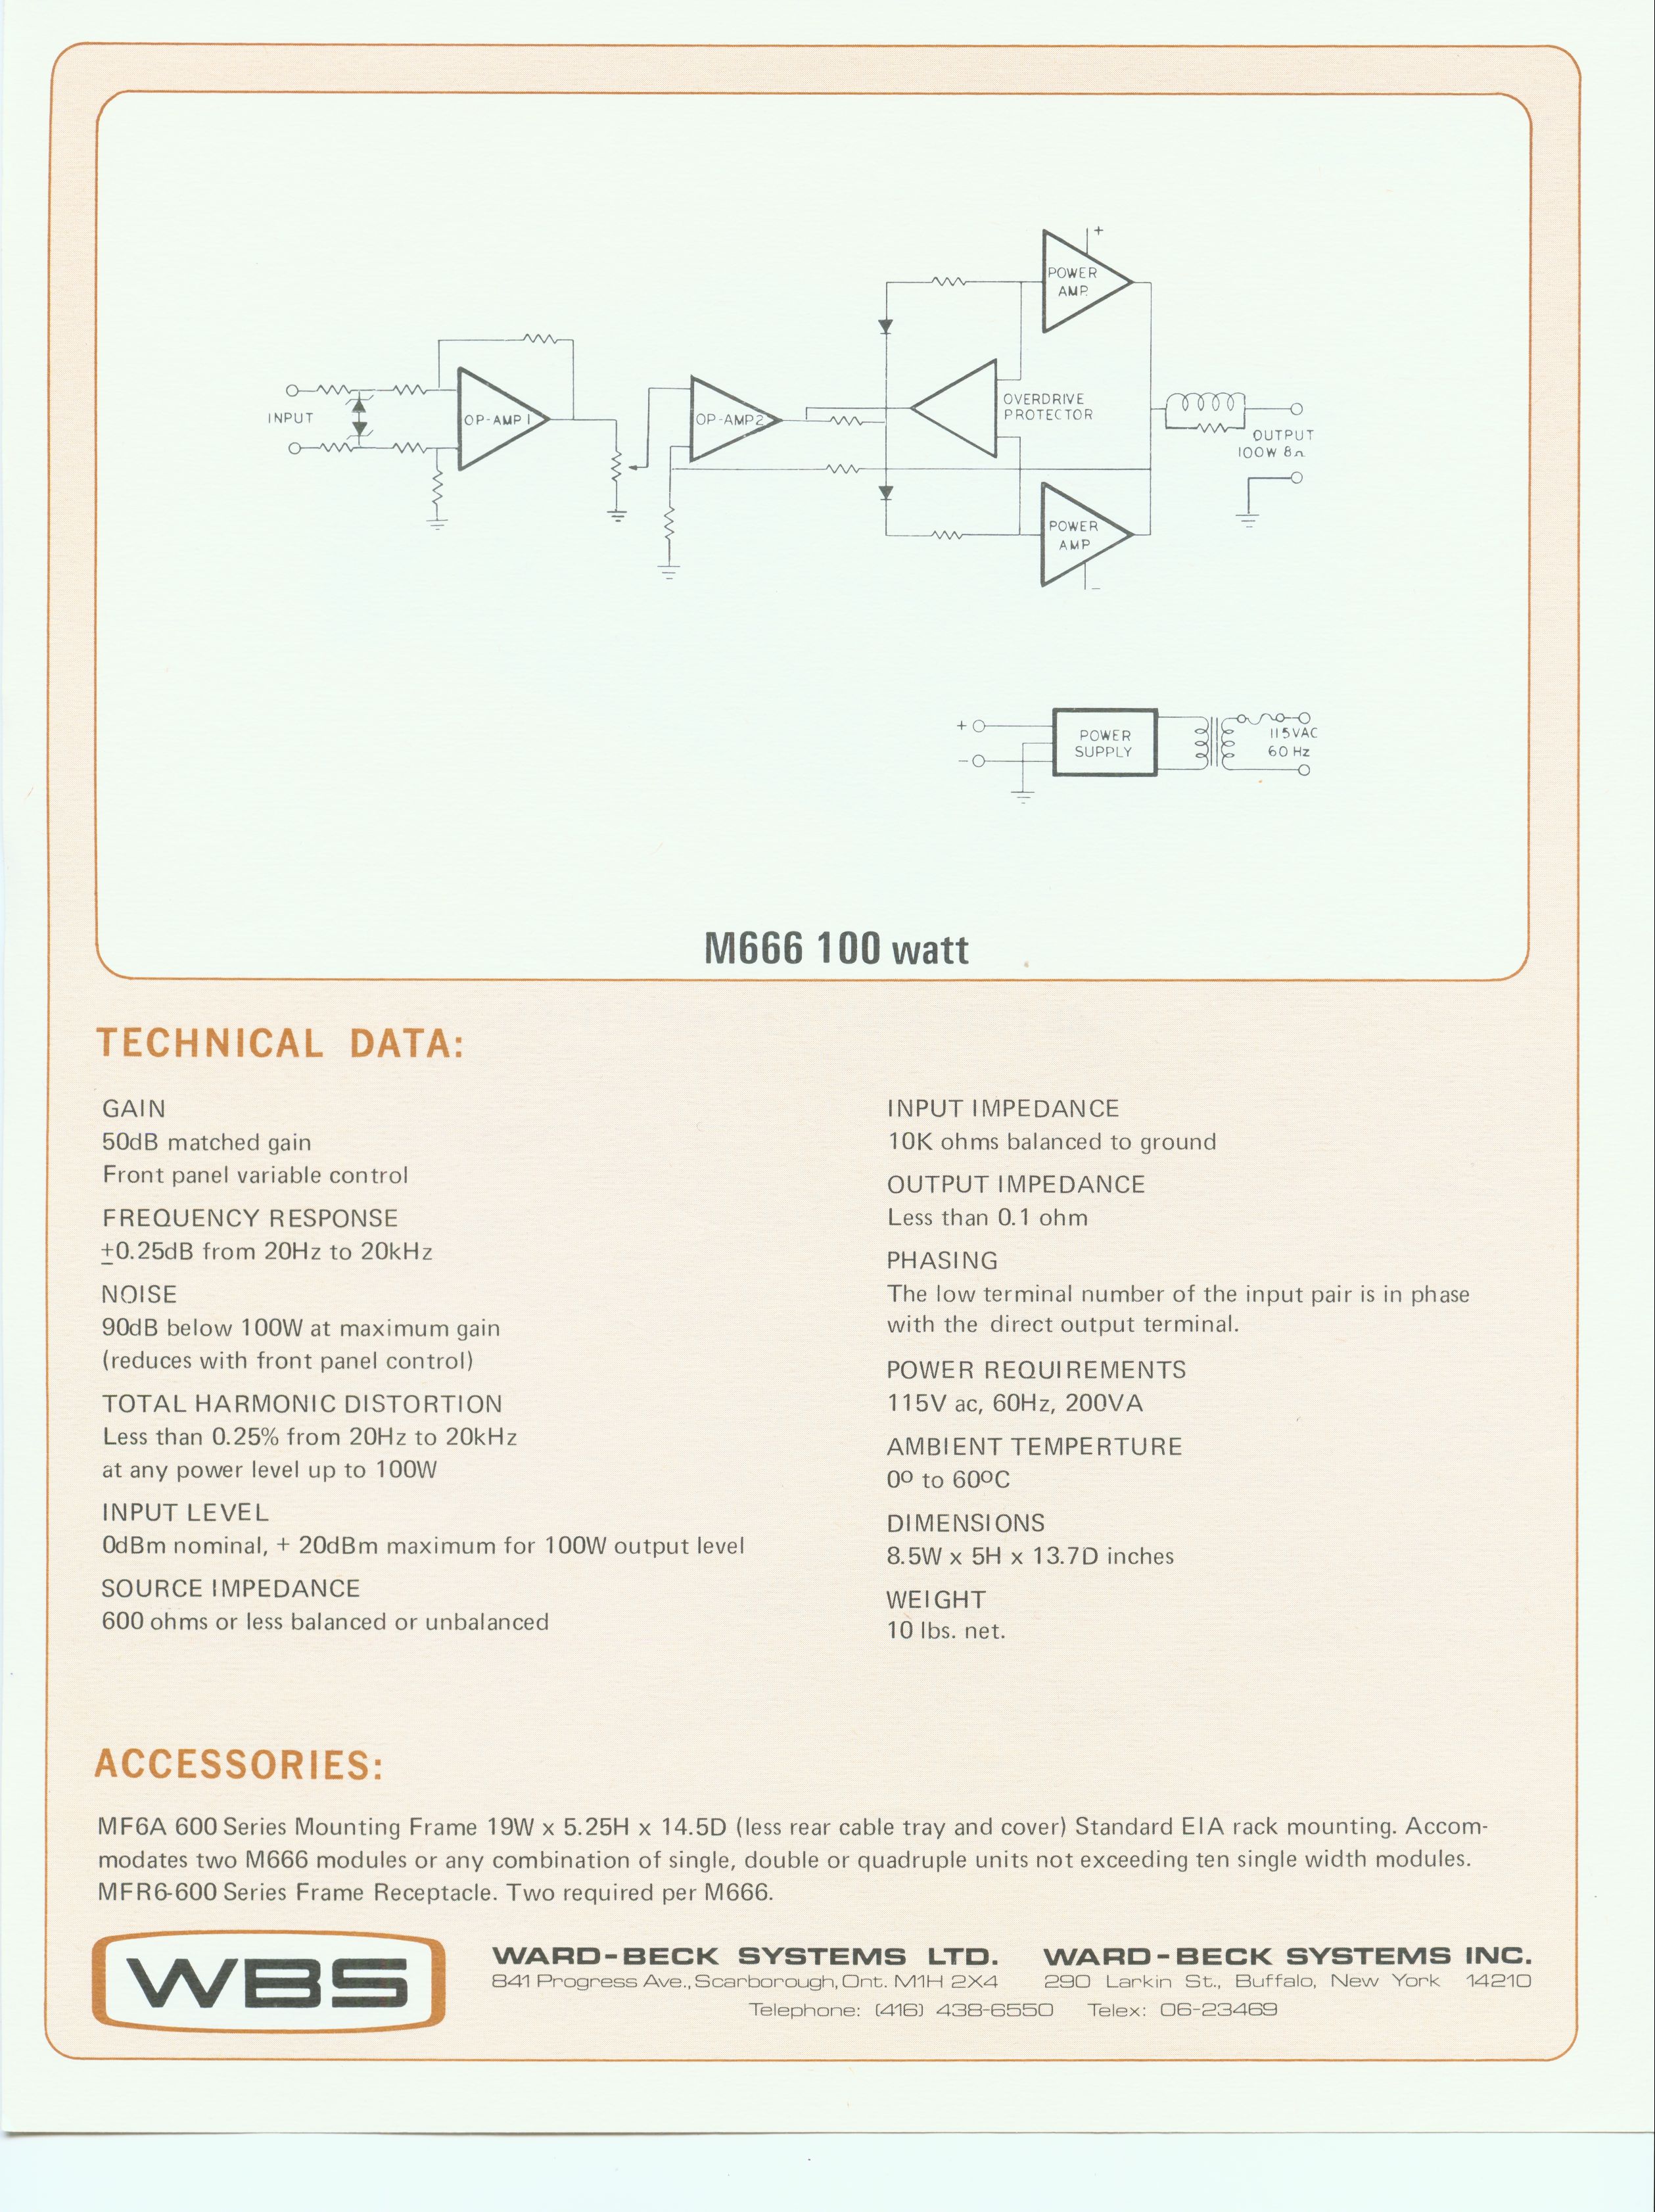 +
POWER
AMP.
OVERDRIVE
PROTECTOR
INPUT
OP-AMP 1
OP-AMP2
OUTPUT
100W 8Ω
POWER
AMP
–
+
–
POWER
SUPPLY
115VAC
60 Hz
M666 100 watt
TECHNICAL DATA:
GAIN
50dB matched gain
Front panel variable control
FREQUENCY RESPONSE
±0.25dB from 20Hz to 20kHz
NOISE
90dB below 100W at maximum gain
(reduces with front panel control)
TOTAL HARMONIC DISTORTION
Less than 0.25% from 20Hz to 20kHz
at any power level up to 100W
INPUT LEVEL
0dBm nominal, + 20dBm maximum for 100W output level
SOURCE IMPEDANCE
600 ohms or less balanced or unbalanced
INPUT IMPEDANCE
10K ohms balanced to ground
OUTPUT IMPEDANCE
Less than 0.1 ohm
PHASING
The low terminal number of the input pair is in phase
with the direct output terminal.
POWER REQUIREMENTS
115V ac, 60Hz, 200VA
AMBIENT TEMPERTURE
0º to 60ºC
DIMENSIONS
8.5W x 5H x 13.7D inches
WEIGHT
10 lbs. net.
ACCESSORIES:
MF6A 600 Series Mounting Frame 19W x 5.25H x 14.5D (less rear cable tray and cover) Standard EIA rack mounting. Accom-
modates two M666 modules or any combination of single, double or quadruple units not exceeding ten single width modules.
MFR6-600 Series Frame Receptacle. Two required per M666.
WBS
WARD-BECK SYSTEMS LTD. WARD-BECK SYSTEMS INC.
841 Progress Ave., Scarborough, Ont. M1H 2X4 290 Larkin St., Buffalo, New York 14210
Telephone: (416) 438-6550 Telex: 06-23469